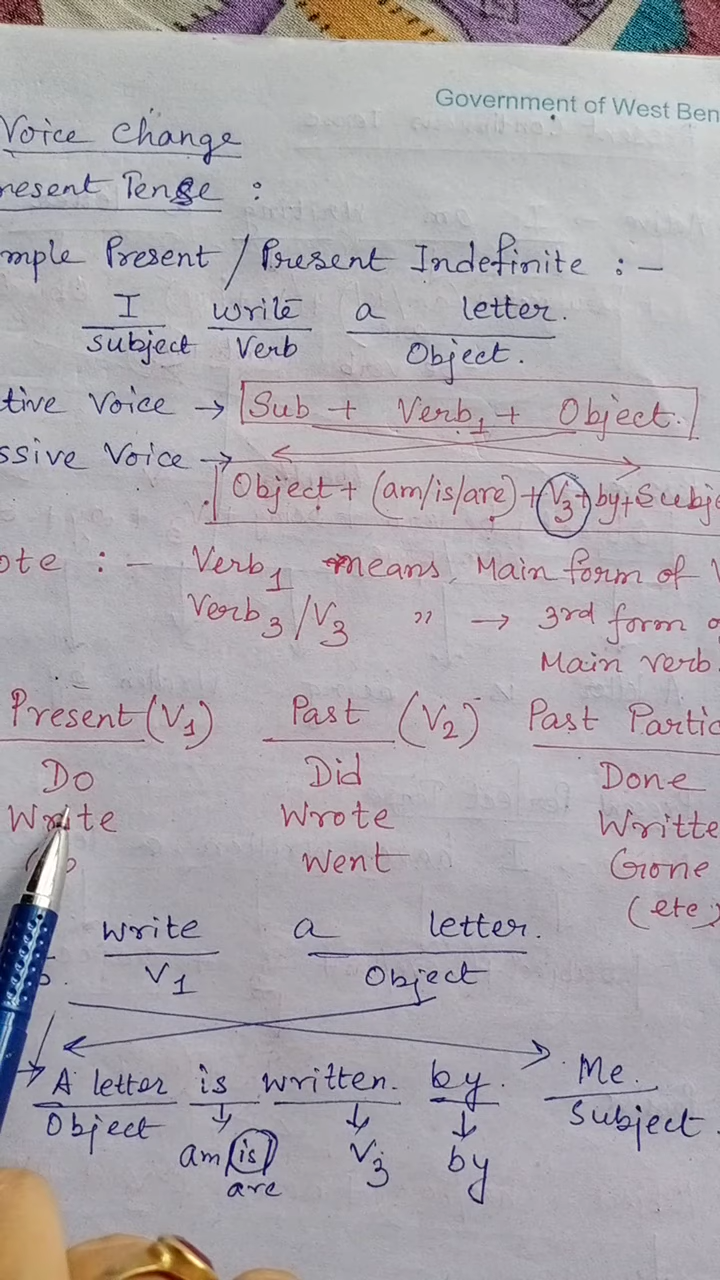 Government of West Ben
Voice Change
resent Tense :
mple Present / Present Indefinite :-
I write a letter.
Subject Verb Object.
tive Voice → Sub + Verb1 + Object.
ssive Voice →
Object + (am/is/are) + V3 + by + Subje
ote :- Verb1 means, Main form of V
Verb3/V3 " → 3rd form o
Main verb
Present (V1) Past (V2) Past Partic
Do Did Done
Write Wrote Writte
Went Gone
(etc)
write a letter.
V1 Object
A letter is written. by. Me.
Object Subject.
am/is V3 by
are